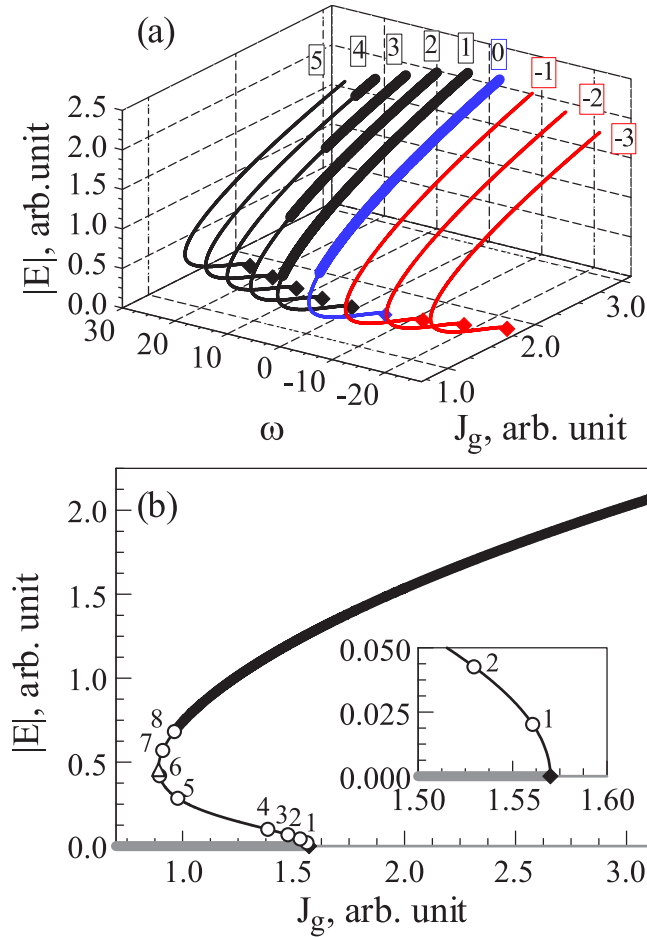 (a)
5 4 3 2 1 0 -1 -2 -3
2.5
2.0
1.5
1.0
0.5
0.0
|E|, arb.unit
30 20 10 0 -10 -20
ω
1.0 2.0 3.0
J_g, arb. unit
(b)
2.0
1.5
1.0
0.5
0.0
|E|, arb. unit
8
7
6
5
4 3 2 1
0.050
0.025
0.000
2
1
1.50 1.55 1.60
1.0 1.5 2.0 2.5 3.0
J_g, arb. unit